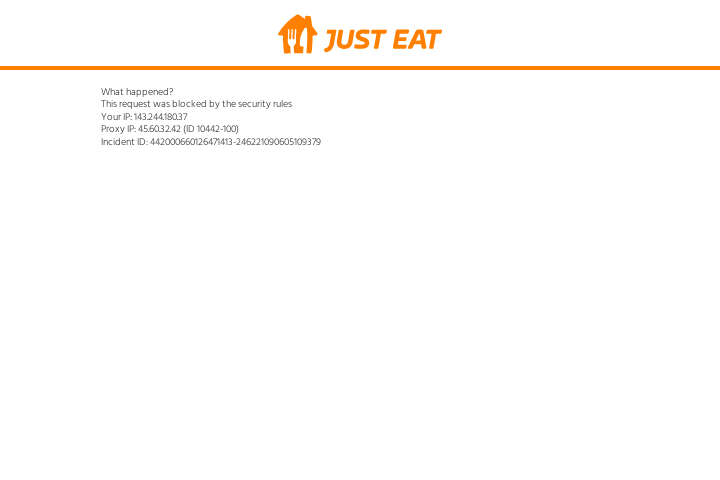 JUST EAT
What happened?
This request was blocked by the security rules
Your IP: 143.244.180.37
Proxy IP: 45.60.32.42 (ID 10442-100)
Incident ID: 442000660126471413-246221090605109379